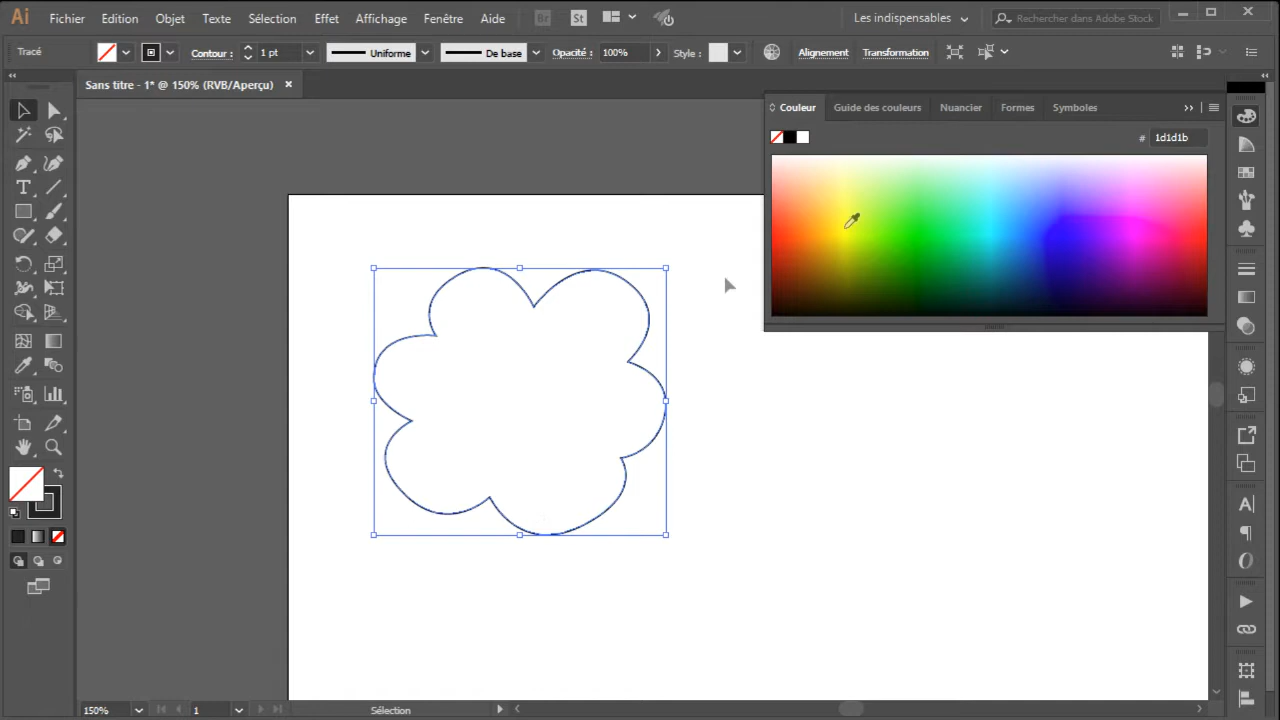 Ai Fichier Edition Objet Texte Sélection Effet Affichage Fenêtre Aide Br St Les indispensables Rechercher dans Adobe Stock
Tracé Contour : 1 pt Uniforme De base Opacité : 100% Style : Alignement Transformation
Sans titre - 1* @ 150% (RVB/Aperçu)
Couleur Guide des couleurs Nuancier Formes Symboles
# 1d1d1b
150% 1 Sélection